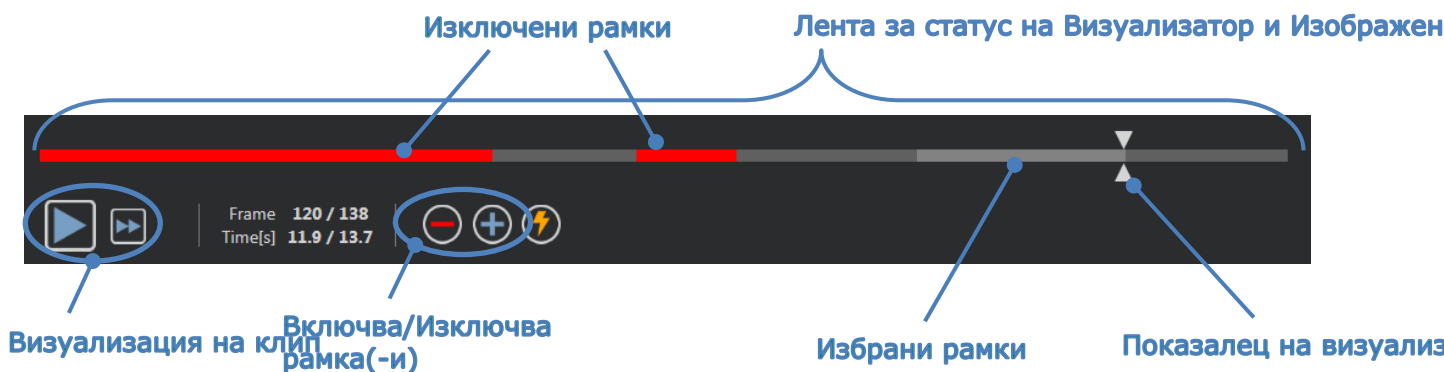 Изключени рамки
Лента за статус на Визуализатор и Изображен
Frame 120 / 138
Time[s] 11.9 / 13.7
Визуализация на клип
Включва/Изключва
рамка(-и)
Избрани рамки
Показалец на визуализ